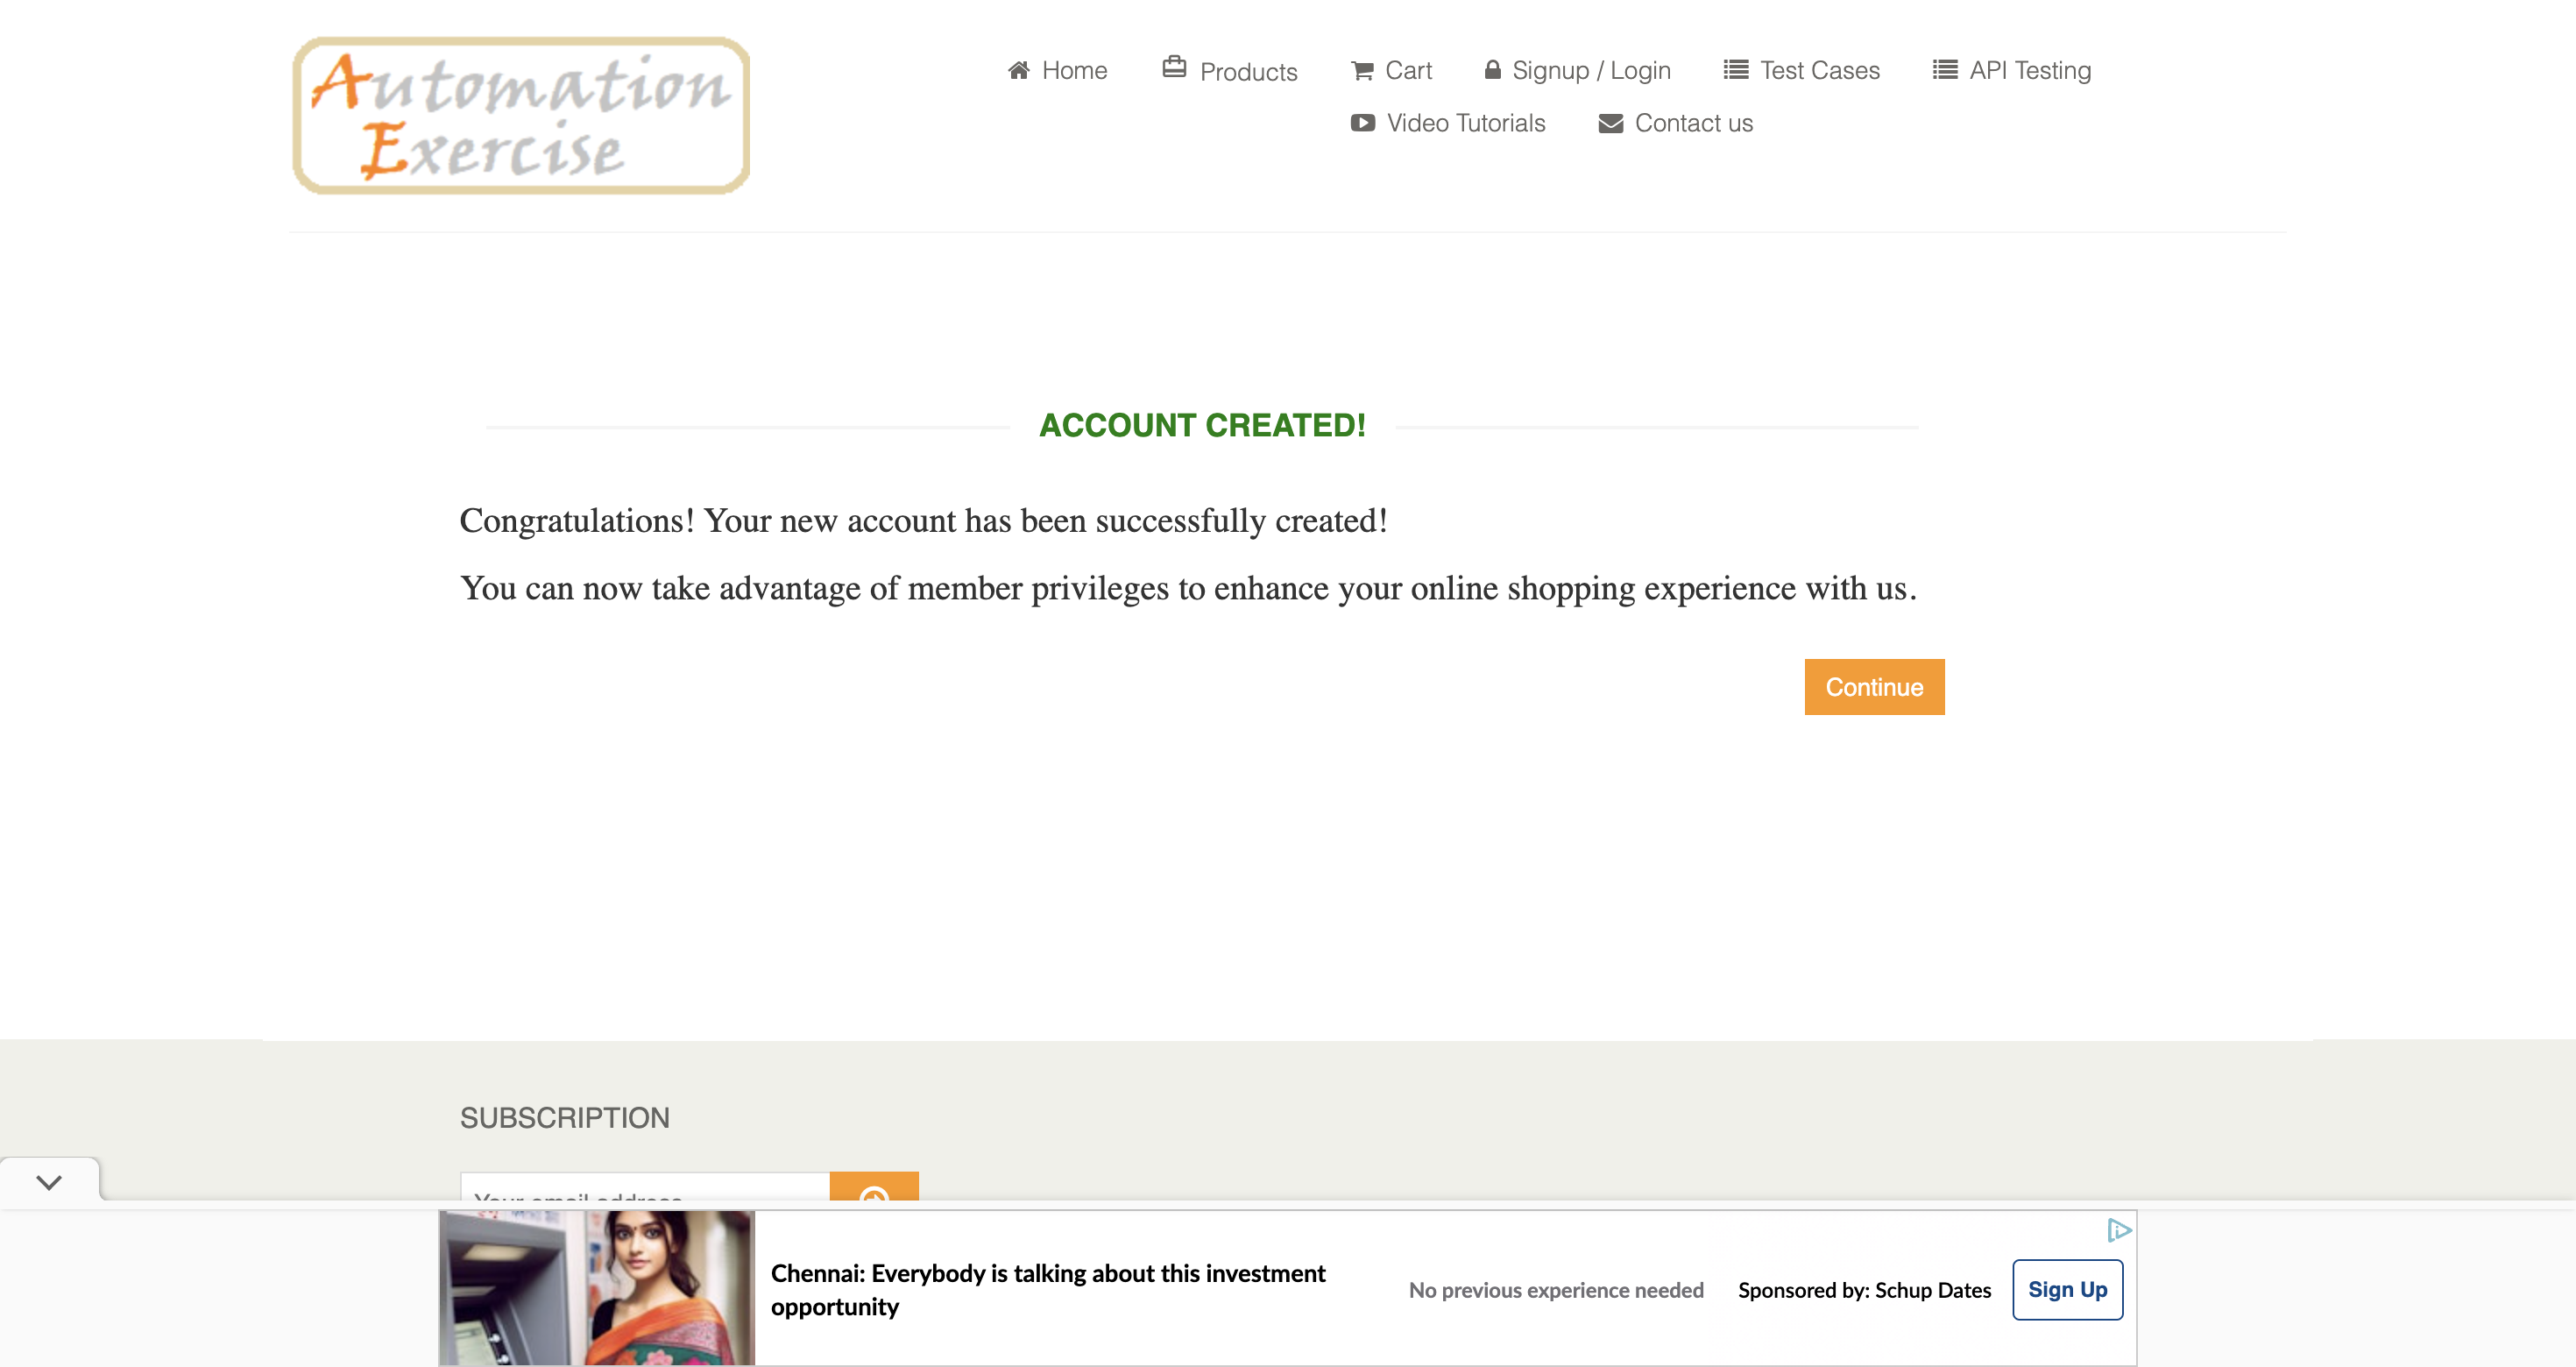 Automation
Exercise
Home
Products
Cart
Signup / Login
Test Cases
API Testing
Video Tutorials
Contact us
ACCOUNT CREATED!
Congratulations! Your new account has been successfully created!
You can now take advantage of member privileges to enhance your online shopping experience with us.
Continue
SUBSCRIPTION
Your email address
Chennai: Everybody is talking about this investment
opportunity
No previous experience needed
Sponsored by: Schup Dates
Sign Up